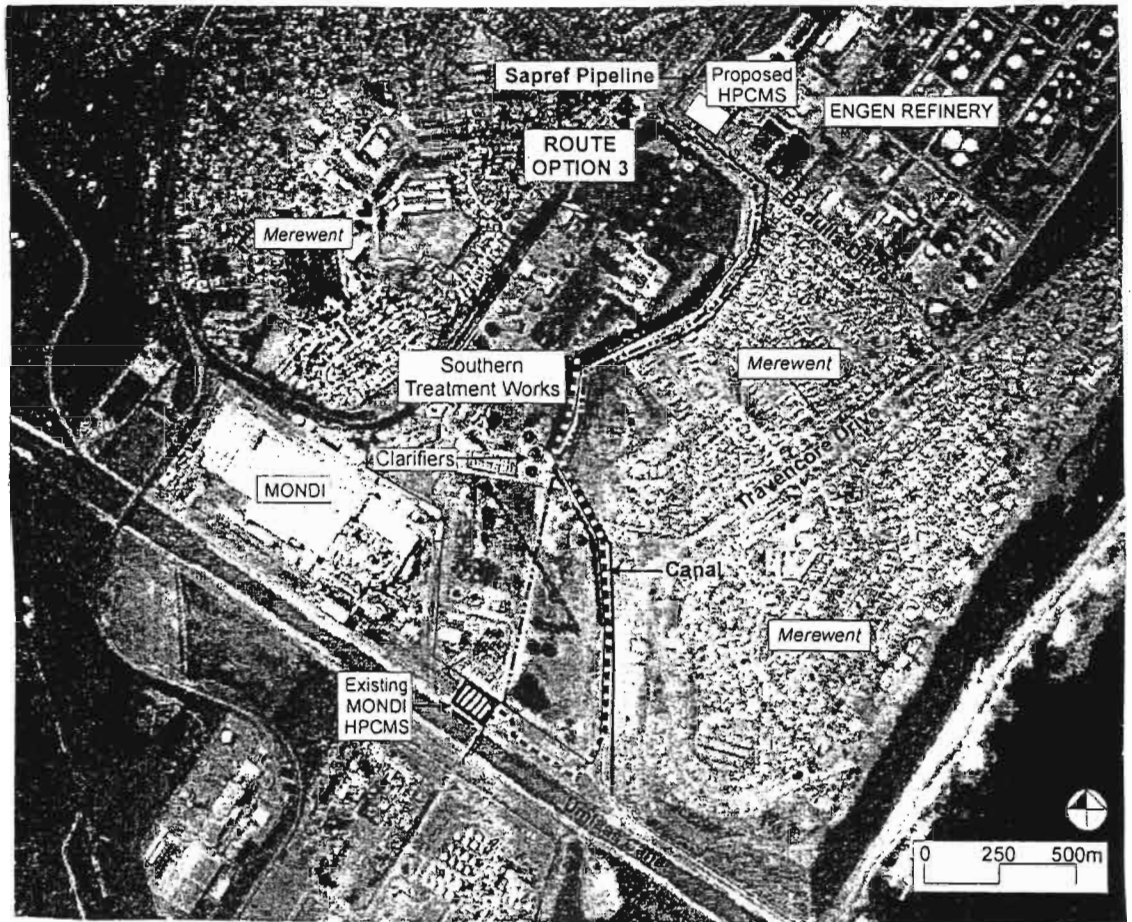 Sapref Pipeline
Proposed
HPCMS
ENGEN REFINERY
ROUTE
OPTION 3
Merewent
Southern
Treatment Works
Merewent
Travencore Drive
Clarifiers
MONDI
Canal
Merewent
Existing
MONDI
HPCMS
0 250 500m